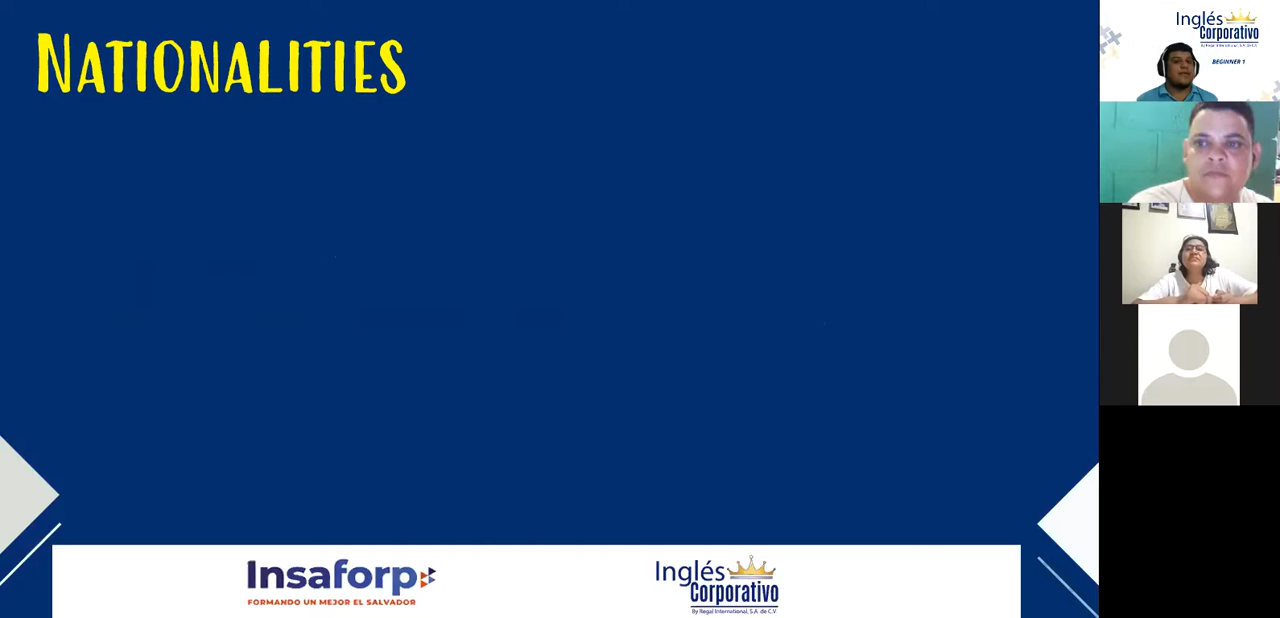 NATIONALITIES
Insaforp
FORMANDO UN MEJOR EL SALVADOR
Inglés
Corporativo
By Regal International, S.A. de C.V.
Inglés
Corporativo
BEGINNER 1